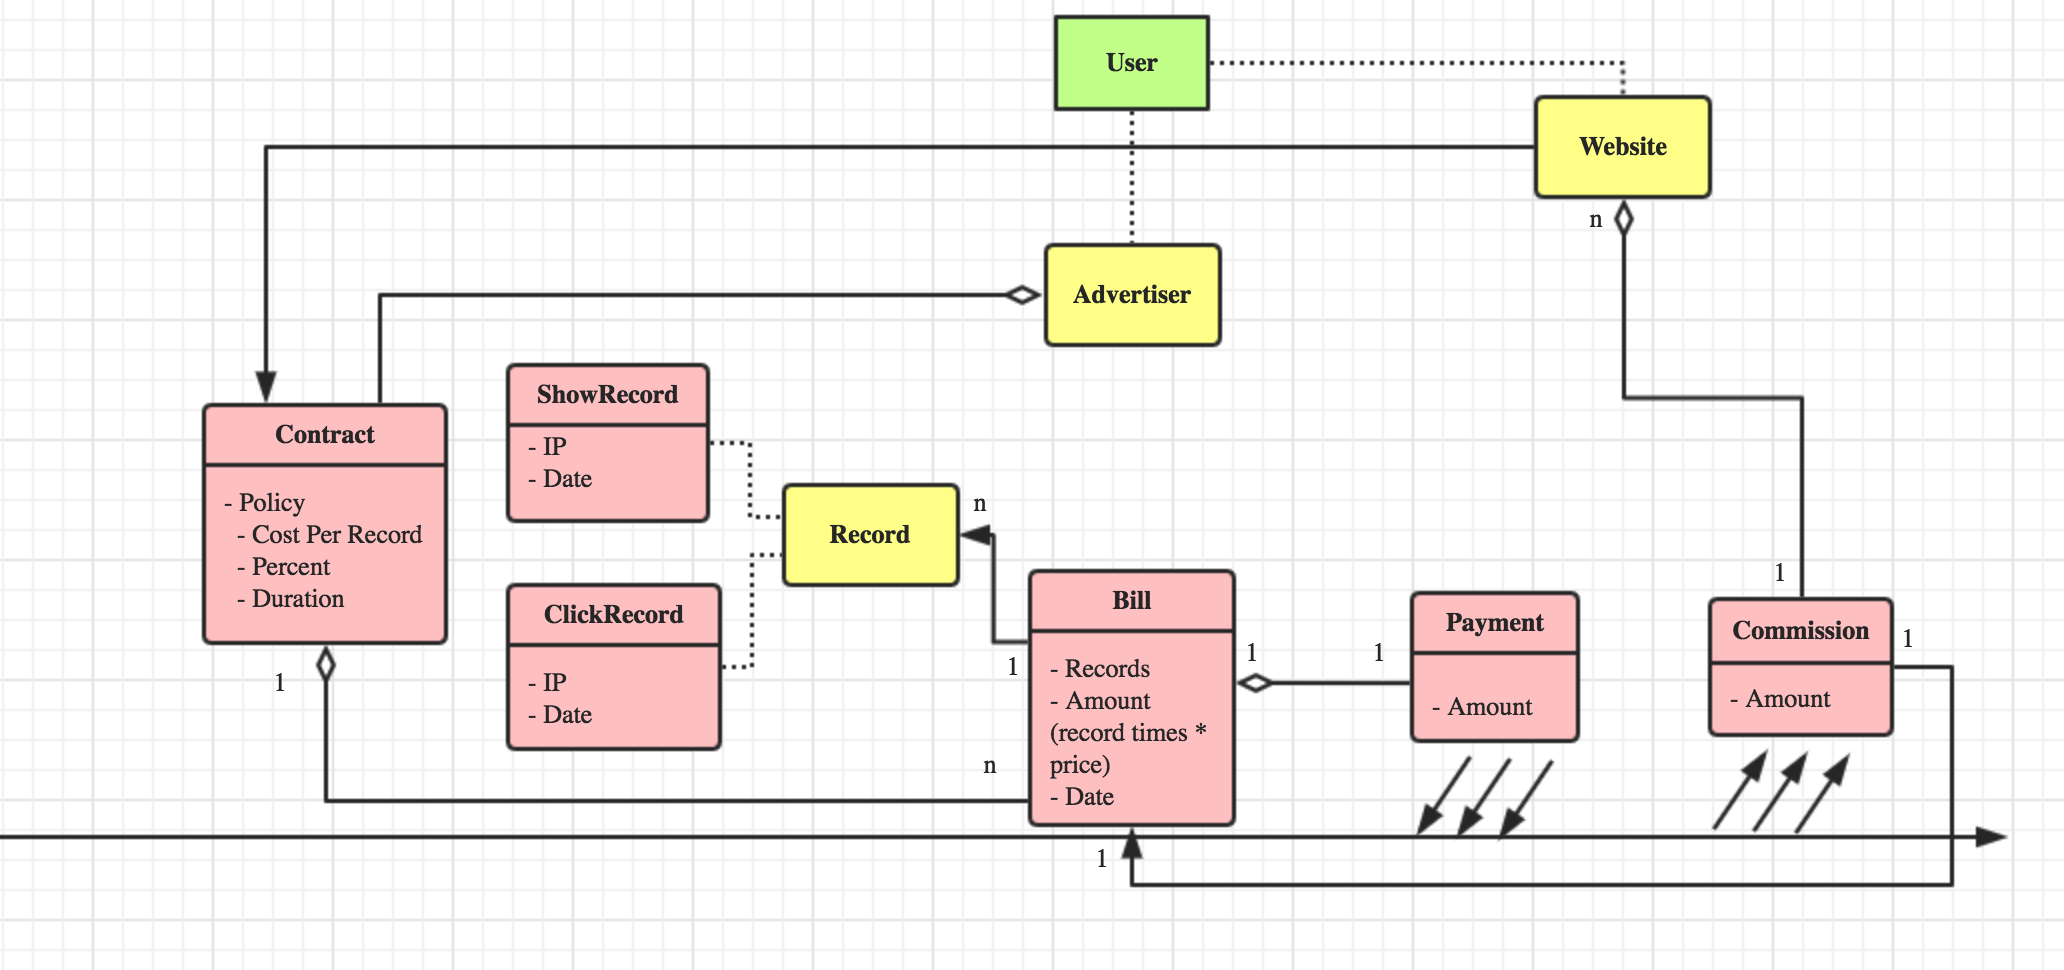 User
Website
n
Advertiser
ShowRecord
- IP
- Date
Contract
- Policy
- Cost Per Record
- Percent
- Duration
1
Record
n
ClickRecord
- IP
- Date
Bill
- Records
- Amount
(record times *
price)
- Date
1
n
1
1
1
Payment
- Amount
1
Commission
- Amount
1